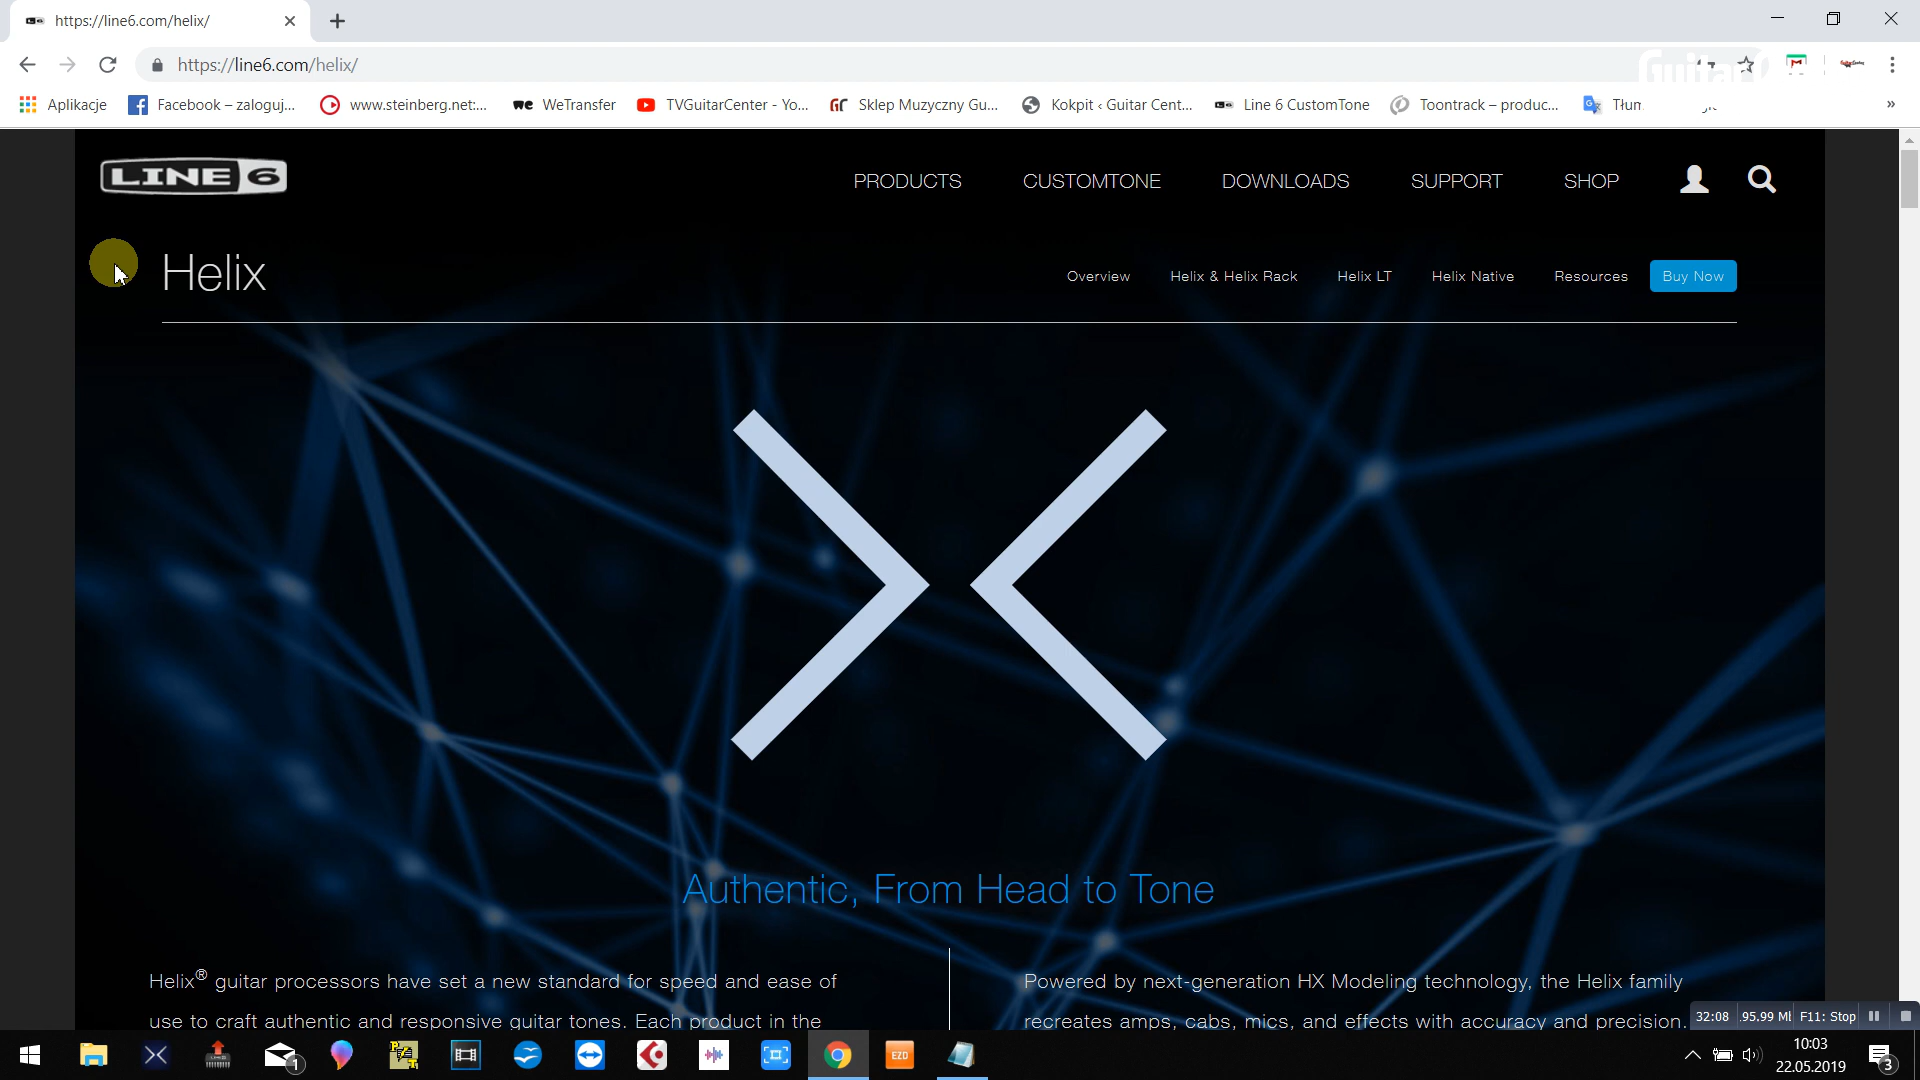 https://line6.com/helix/
https://line6.com/helix/
Aplikacje
Facebook – zaloguj...
www.steinberg.net:...
WeTransfer
TVGuitarCenter - Yo...
Sklep Muzyczny Gu...
Kokpit ‹ Guitar Cent...
Line 6 CustomTone
Toontrack – produc...
»
LINE 6
PRODUCTS
CUSTOMTONE
DOWNLOADS
SUPPORT
SHOP
Helix
Overview
Helix & Helix Rack
Helix LT
Helix Native
Resources
Buy Now
Authentic, From Head to Tone
Helix® guitar processors have set a new standard for speed and ease of
use to craft authentic and responsive guitar tones. Each product in the
Powered by next-generation HX Modeling technology, the Helix family
recreates amps, cabs, mics, and effects with accuracy and precision.
32:08
F11: Stop
1
EZD
10:03
22.05.2019
3